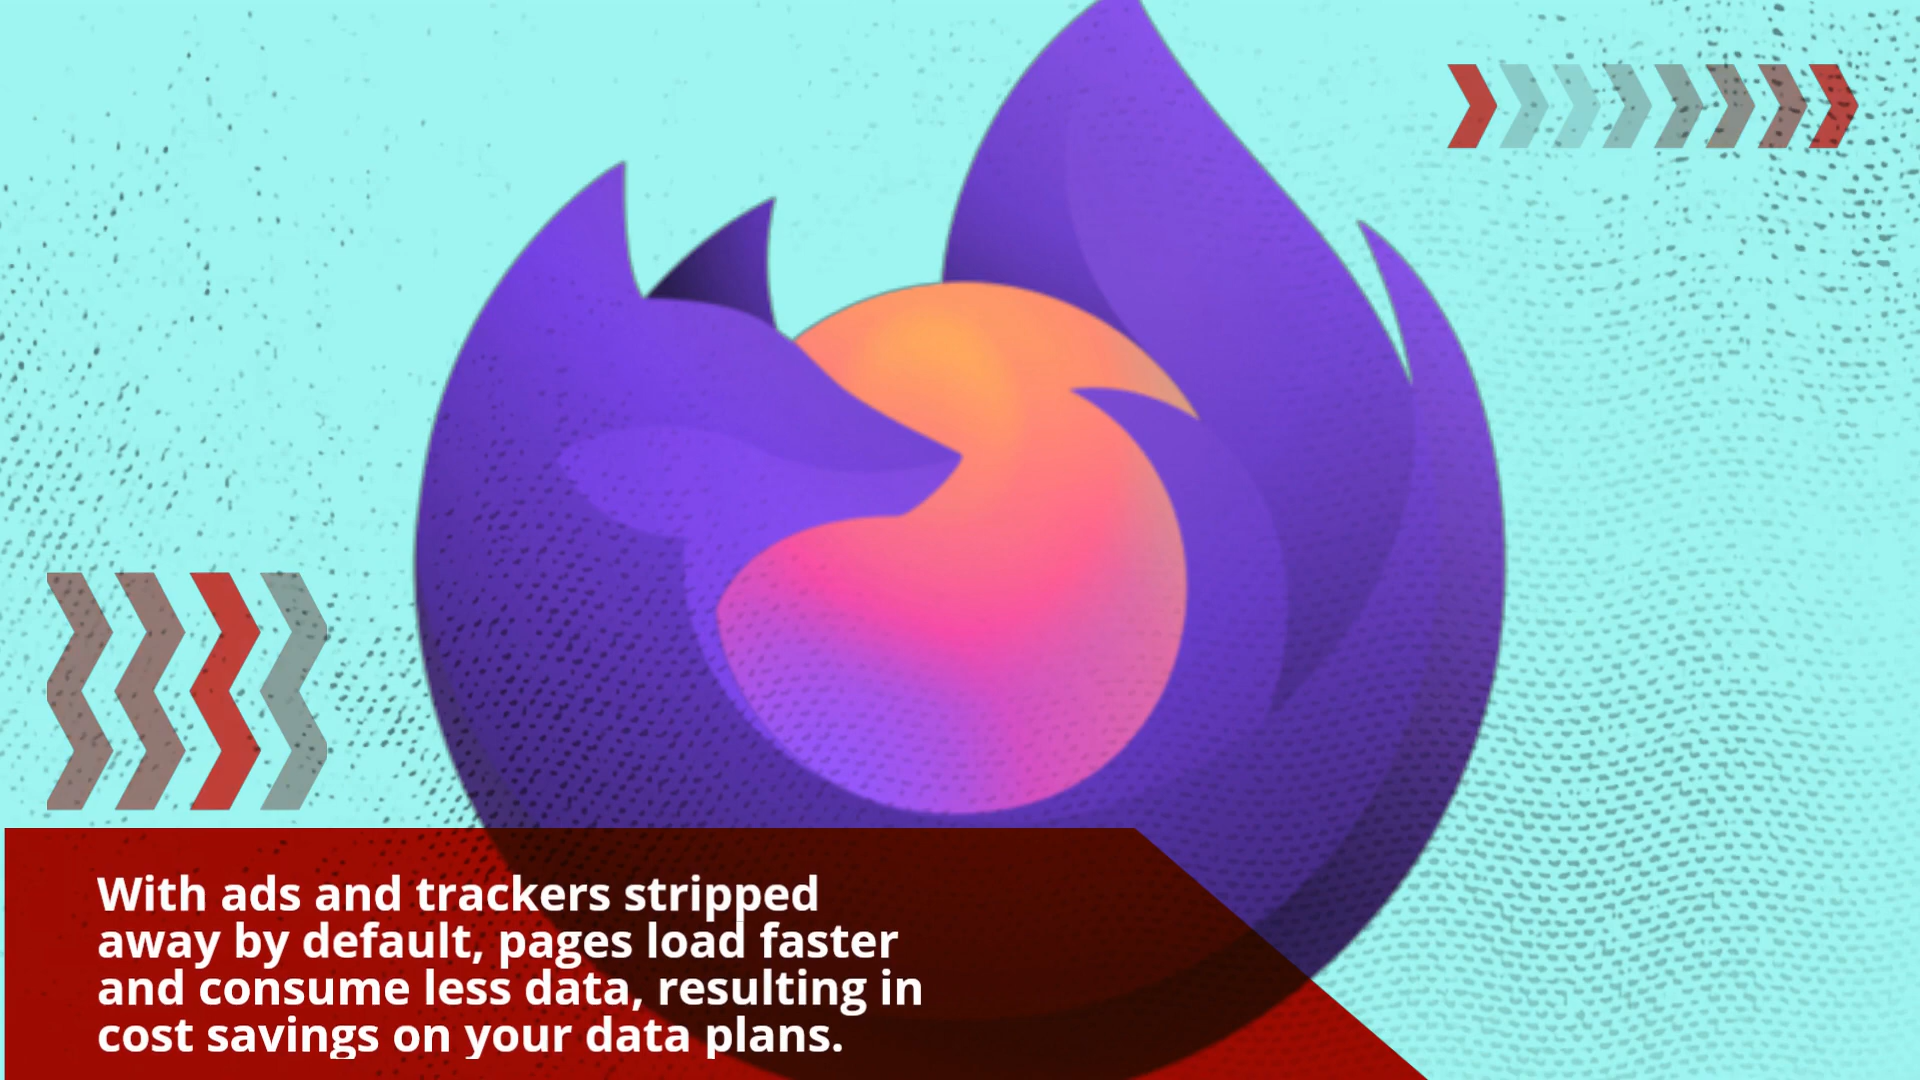 With ads and trackers stripped
away by default, pages load faster
and consume less data, resulting in
cost savings on your data plans.